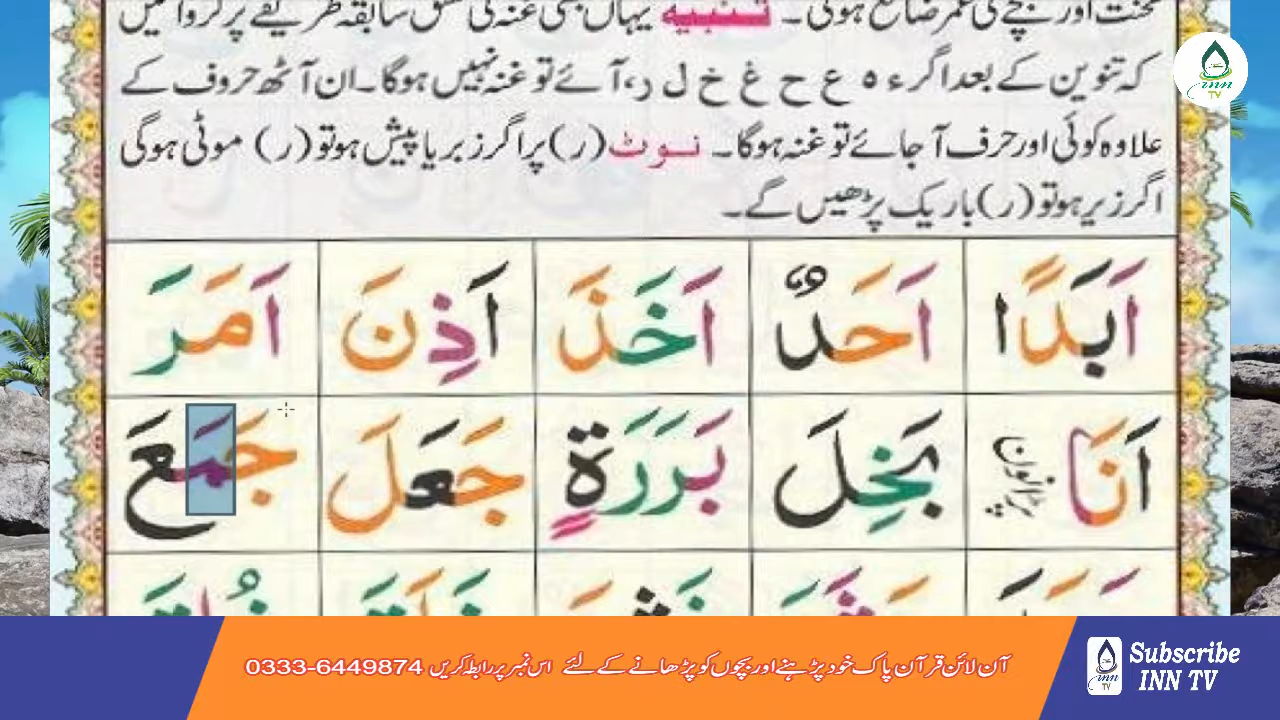 محنت اور بچے کی عمر ضائع ہوگی۔ تنبیہ یہاں بھی غنہ کی مشق سابقہ طریقے پر کروائیں
کہ تنوین کے بعد اگر ء ہ ع ح غ خ ل ر، آئے تو غنہ نہیں ہوگا۔ ان آٹھ حروف کے
علاوہ کوئی اور حرف آ جائے تو غنہ ہوگا۔ نوٹ (ر) پر اگر زبر یا پیش ہو تو (ر) موٹی ہوگی
اگر زیر ہو تو (ر) باریک پڑھیں گے۔
اَبَدًا اَحَدٌ اَخَذَ اَذِنَ اَمَرَ
اَنَا بَخِلَ بَرَرَةٍ جَعَلَ جَمَعَ
آن لائن قرآن پاک خود پڑہنے اور بچوں کو پڑھانے کے لئے اس نمبر پر رابطہ کریں 0333-6449874
Subscribe
INN TV
inn
TV